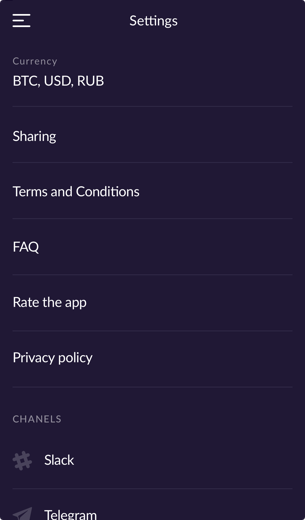 Settings
Currency
BTC, USD, RUB
Sharing
Terms and Conditions
FAQ
Rate the app
Privacy policy
CHANELS
Slack
Telegram